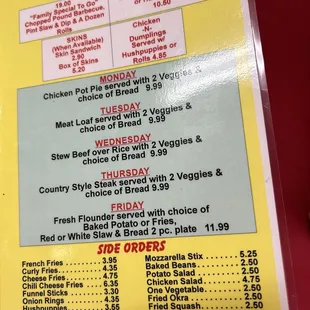 19.00
"Family Special To Go"
Chopped Pound Barbecue,
Pint Slaw & Dip & A Dozen
Rolls
10.50
SKINS
(When Available)
Skin Sandwich
2.90
Box of Skins
5.20
Chicken
-N-
Dumplings
Served w/
Hushpuppies or
Rolls
MONDAY
Chicken Pot Pie served with 2 Veggies &
choice of Bread 9.99
TUESDAY
Meat Loaf served with 2 Veggies &
choice of Bread 9.99
WEDNESDAY
Stew Beef over Rice with 2 Veggies &
choice of Bread 9.99
THURSDAY
Country Style Steak served with 2 Veggies &
choice of Bread 9.99
FRIDAY
Fresh Flounder served with choice of
Baked Potato or Fries,
Red or White Slaw & Bread 2 pc. plate 11.99
SIDE ORDERS
French Fries 3.95
Curly Fries 4.35
Cheese Fries 4.75
Chili Cheese Fries 6.35
Funnel Sticks 3.30
Onion Rings 4.35
Hushpuppies 3.55
Mozzarella Stix 5.25
Baked Beans 2.50
Potato Salad 2.50
Chicken Salad 4.75
One Vegetable 2.50
Fried Okra 2.50
Fried Squash 2.50